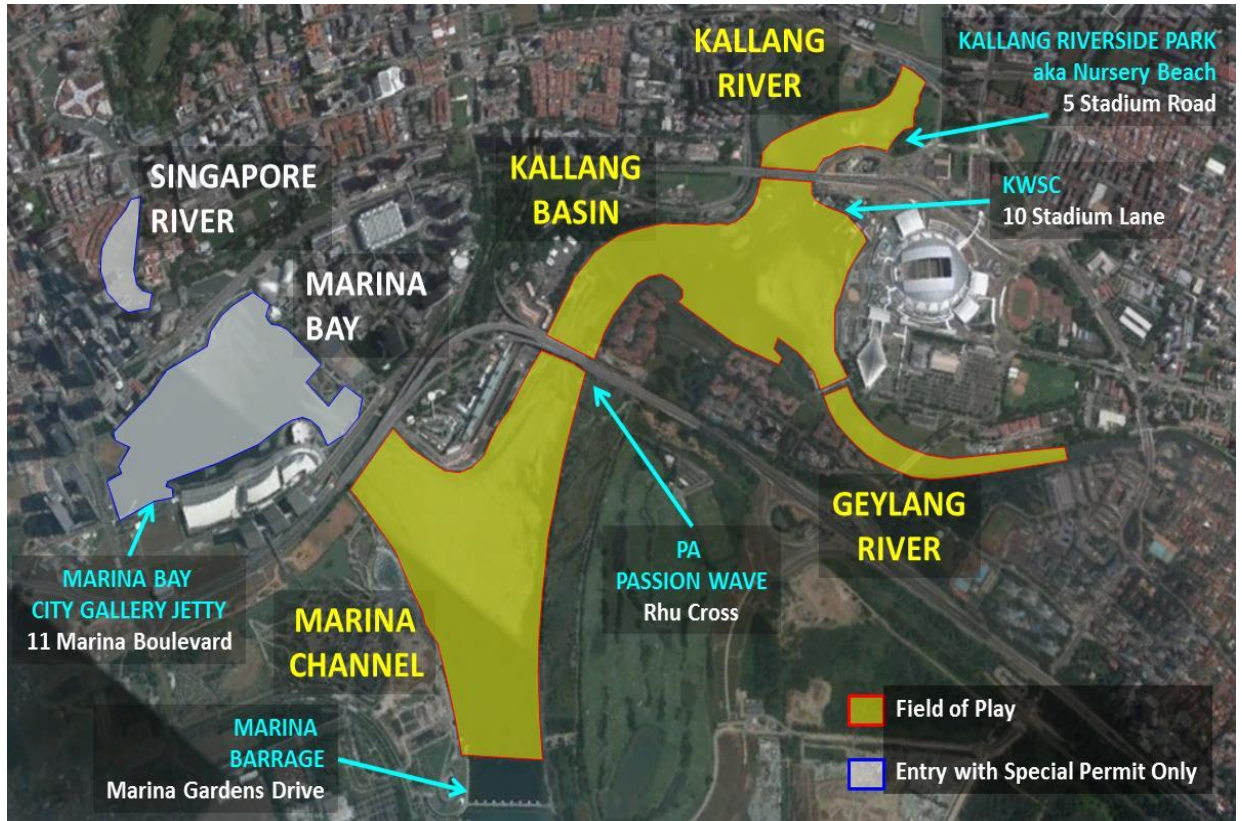 KALLANG
RIVER
KALLANG RIVERSIDE PARK
aka Nursery Beach
5 Stadium Road
SINGAPORE
RIVER
KALLANG
BASIN
KWSC
10 Stadium Lane
MARINA
BAY
GEYLANG
RIVER
MARINA BAY
CITY GALLERY JETTY
11 Marina Boulevard
PA
PASSION WAVE
Rhu Cross
MARINA
CHANNEL
MARINA
BARRAGE
Marina Gardens Drive
Field of Play
Entry with Special Permit Only